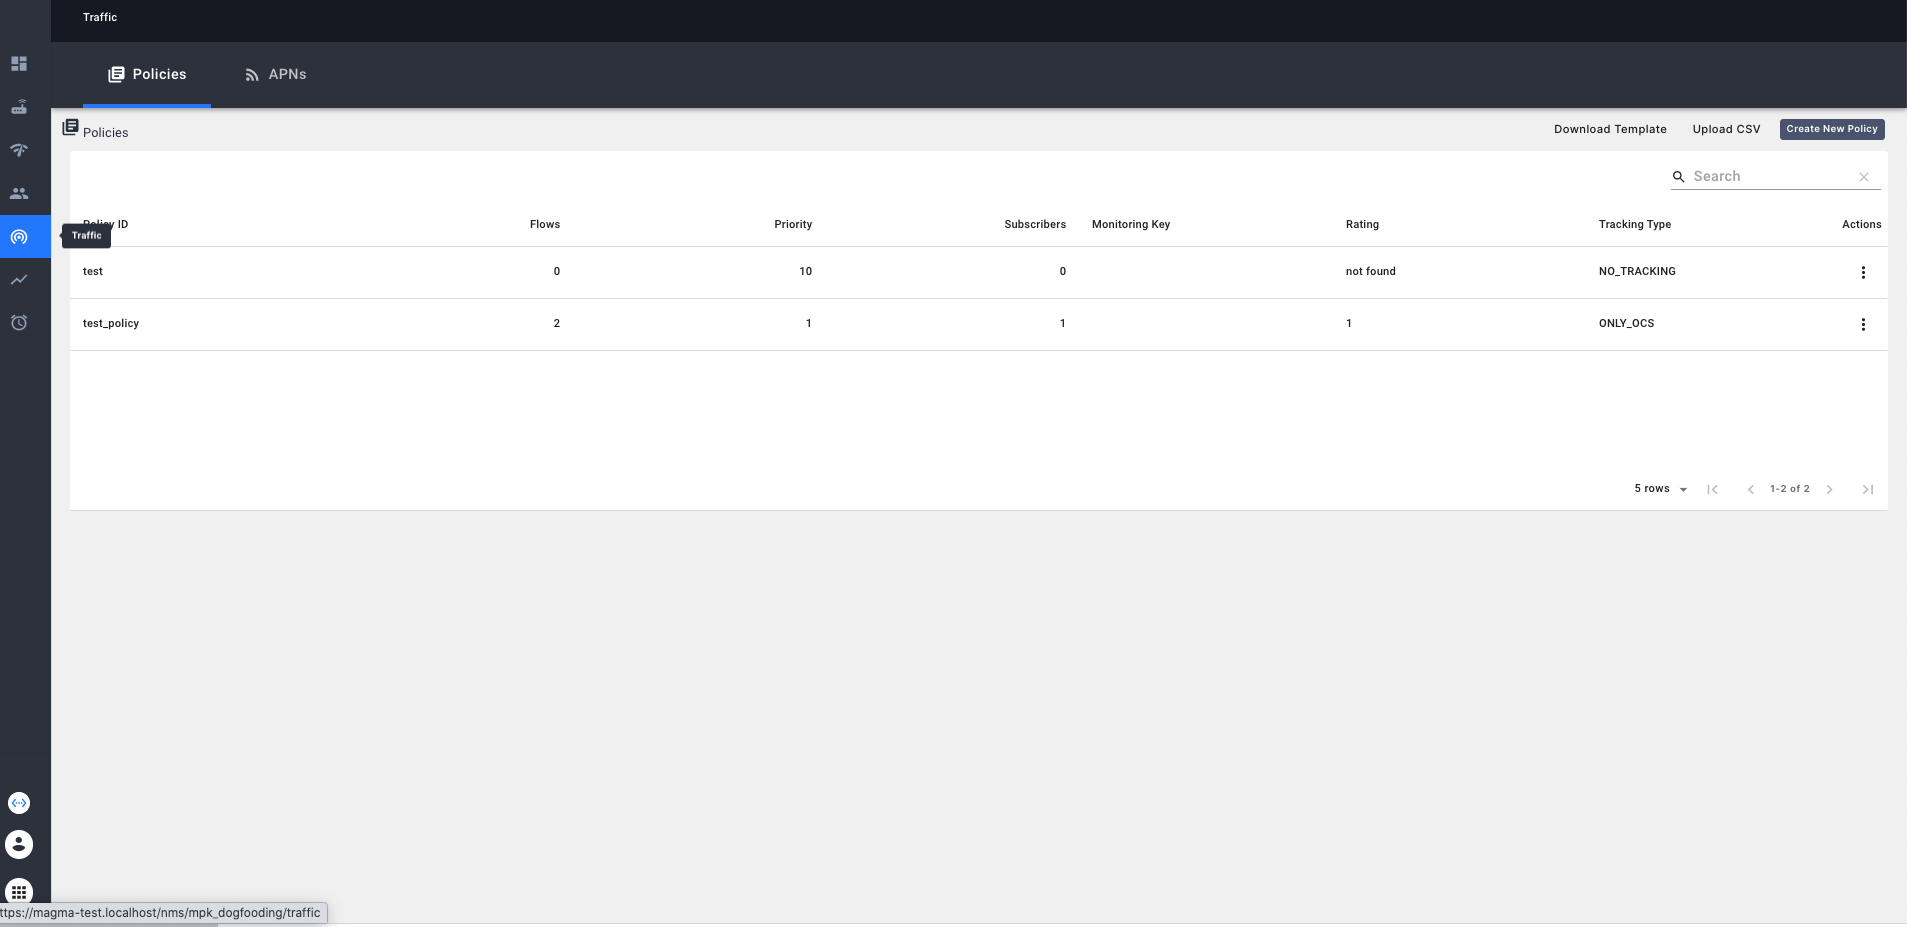 Traffic
Policies APNs
Policies Download Template Upload CSV Create New Policy
Search
Policy ID Flows Priority Subscribers Monitoring Key Rating Tracking Type Actions
Traffic
test 0 10 0 not found NO_TRACKING
test_policy 2 1 1 1 ONLY_OCS
5 rows 1-2 of 2
ttps://magma-test.localhost/nms/mpk_dogfooding/traffic